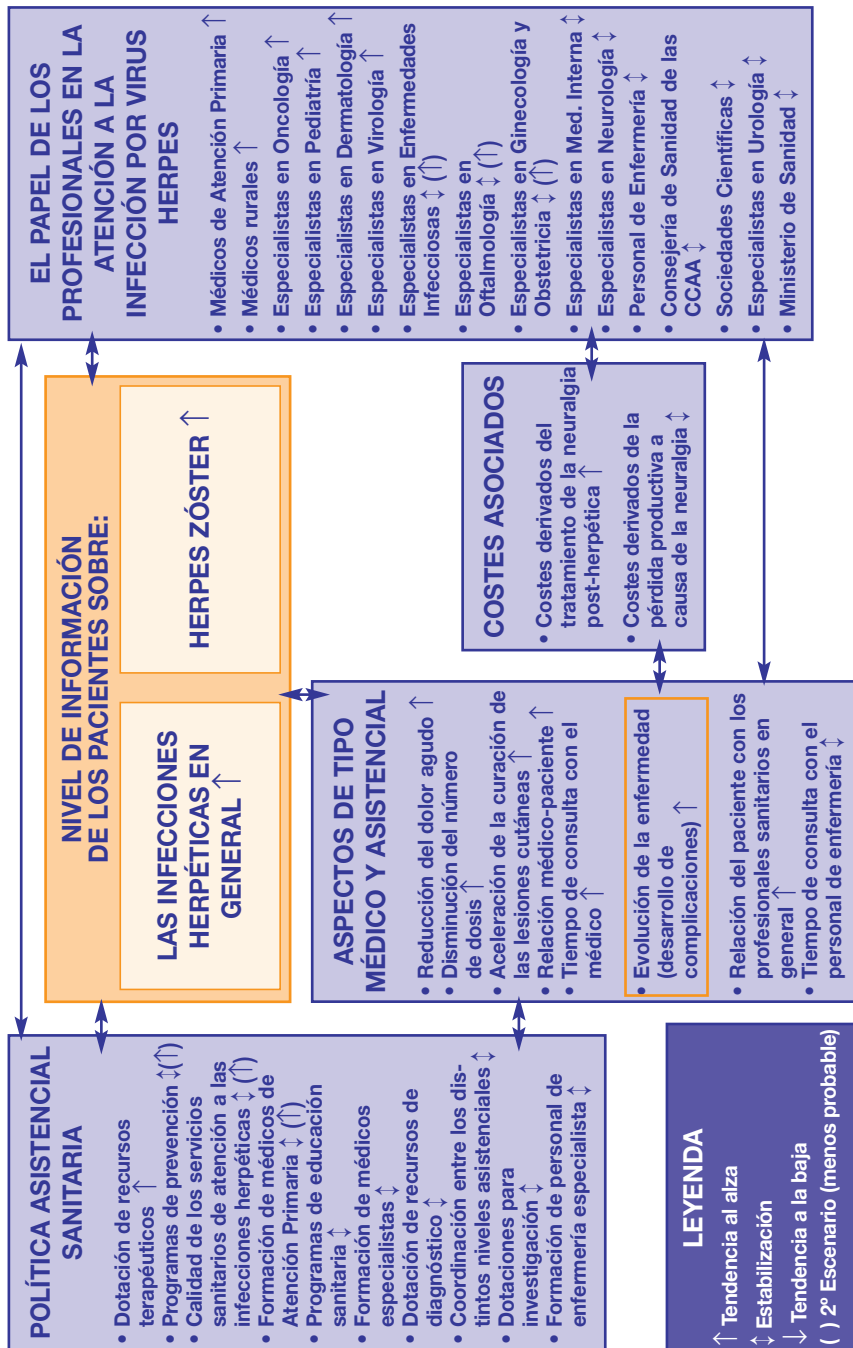 NIVEL DE INFORMACIÓN
DE LOS PACIENTES SOBRE:
LAS INFECCIONES
HERPÉTICAS EN
GENERAL ↑
HERPES ZÓSTER ↑
POLÍTICA ASISTENCIAL
SANITARIA
• Dotación de recursos
terapéuticos ↑
• Programas de prevención ↕(↑)
• Calidad de los servicios
sanitarios de atención a las
infecciones herpéticas ↕ (↑)
• Formación de médicos de
Atención Primaria ↕ (↑)
• Programas de educación
sanitaria ↕
• Formación de médicos
especialistas ↕
• Dotación de recursos de
diagnóstico ↕
• Coordinación entre los dis-
tintos niveles asistenciales ↕
• Dotaciones para
investigación ↕
• Formación de personal de
enfermería especialista ↕
ASPECTOS DE TIPO
MÉDICO Y ASISTENCIAL
• Reducción del dolor agudo ↑
• Disminución del número
de dosis ↑
• Aceleración de la curación de
las lesiones cutáneas ↑
• Relación médico-paciente ↑
• Tiempo de consulta con el
médico ↑
• Evolución de la enfermedad
(desarrollo de
complicaciones) ↑
• Relación del paciente con los
profesionales sanitarios en
general ↑
• Tiempo de consulta con el
personal de enfermería ↕
COSTES ASOCIADOS
• Costes derivados del
tratamiento de la neuralgia
post-herpética ↑
• Costes derivados de la
pérdida productiva a
causa de la neuralgia ↕
EL PAPEL DE LOS
PROFESIONALES EN LA
ATENCIÓN A LA
INFECCIÓN POR VIRUS
HERPES
• Médicos de Atención Primaria ↑
• Médicos rurales ↑
• Especialistas en Oncología ↑
• Especialistas en Pediatría ↑
• Especialistas en Dermatología ↑
• Especialistas en Virología ↑
• Especialistas en Enfermedades
Infecciosas ↕ (↑)
• Especialistas en
Oftalmología ↕ (↑)
• Especialistas en Ginecología y
Obstetricia ↕ (↑)
• Especialistas en Med. Interna ↕
• Especialistas en Neurología ↕
• Personal de Enfermería ↕
• Consejería de Sanidad de las
CCAA ↕
• Sociedades Científicas ↕
• Especialistas en Urología ↕
• Ministerio de Sanidad ↕
LEYENDA
↑ Tendencia al alza
↕ Estabilización
↓ Tendencia a la baja
( ) 2º Escenario (menos probable)